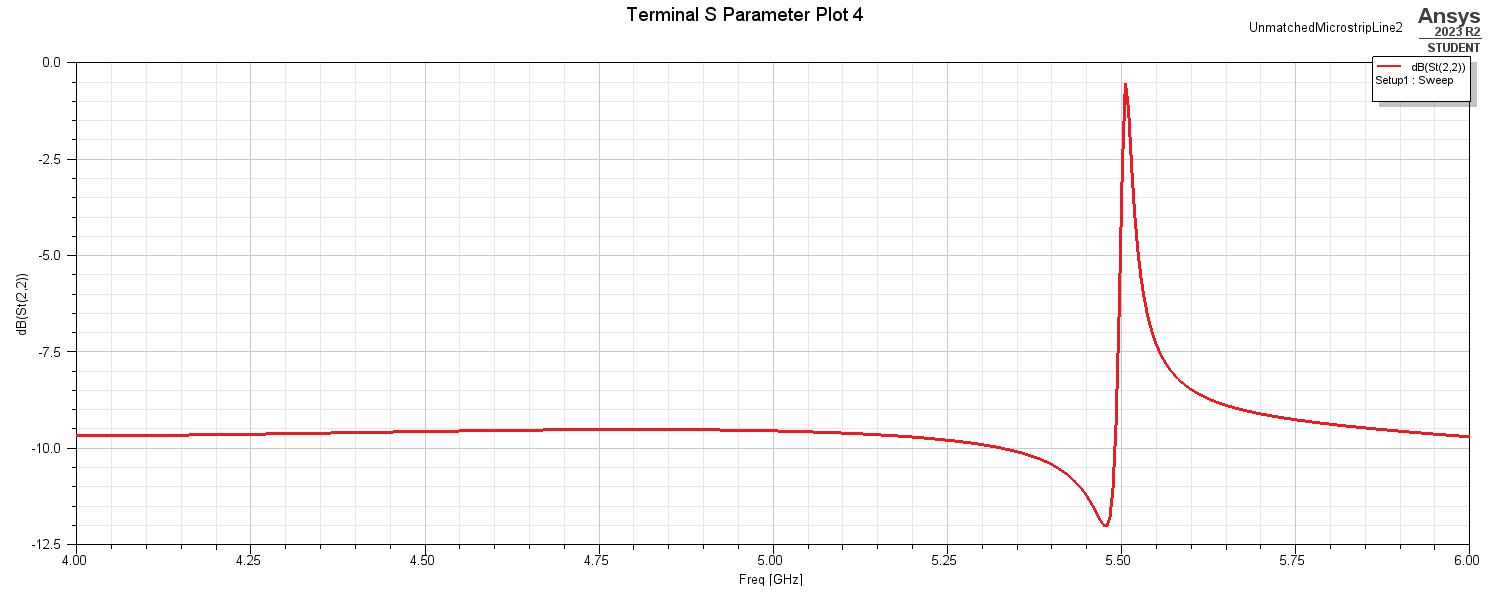 Terminal S Parameter Plot 4
UnmatchedMicrostripLine2
Ansys
2023 R2
STUDENT
dB(St(2,2))
Setup1 : Sweep
0.0
-2.5
-5.0
-7.5
-10.0
-12.5
dB(St(2,2))
4.00 4.25 4.50 4.75 5.00 5.25 5.50 5.75 6.00
Freq [GHz]